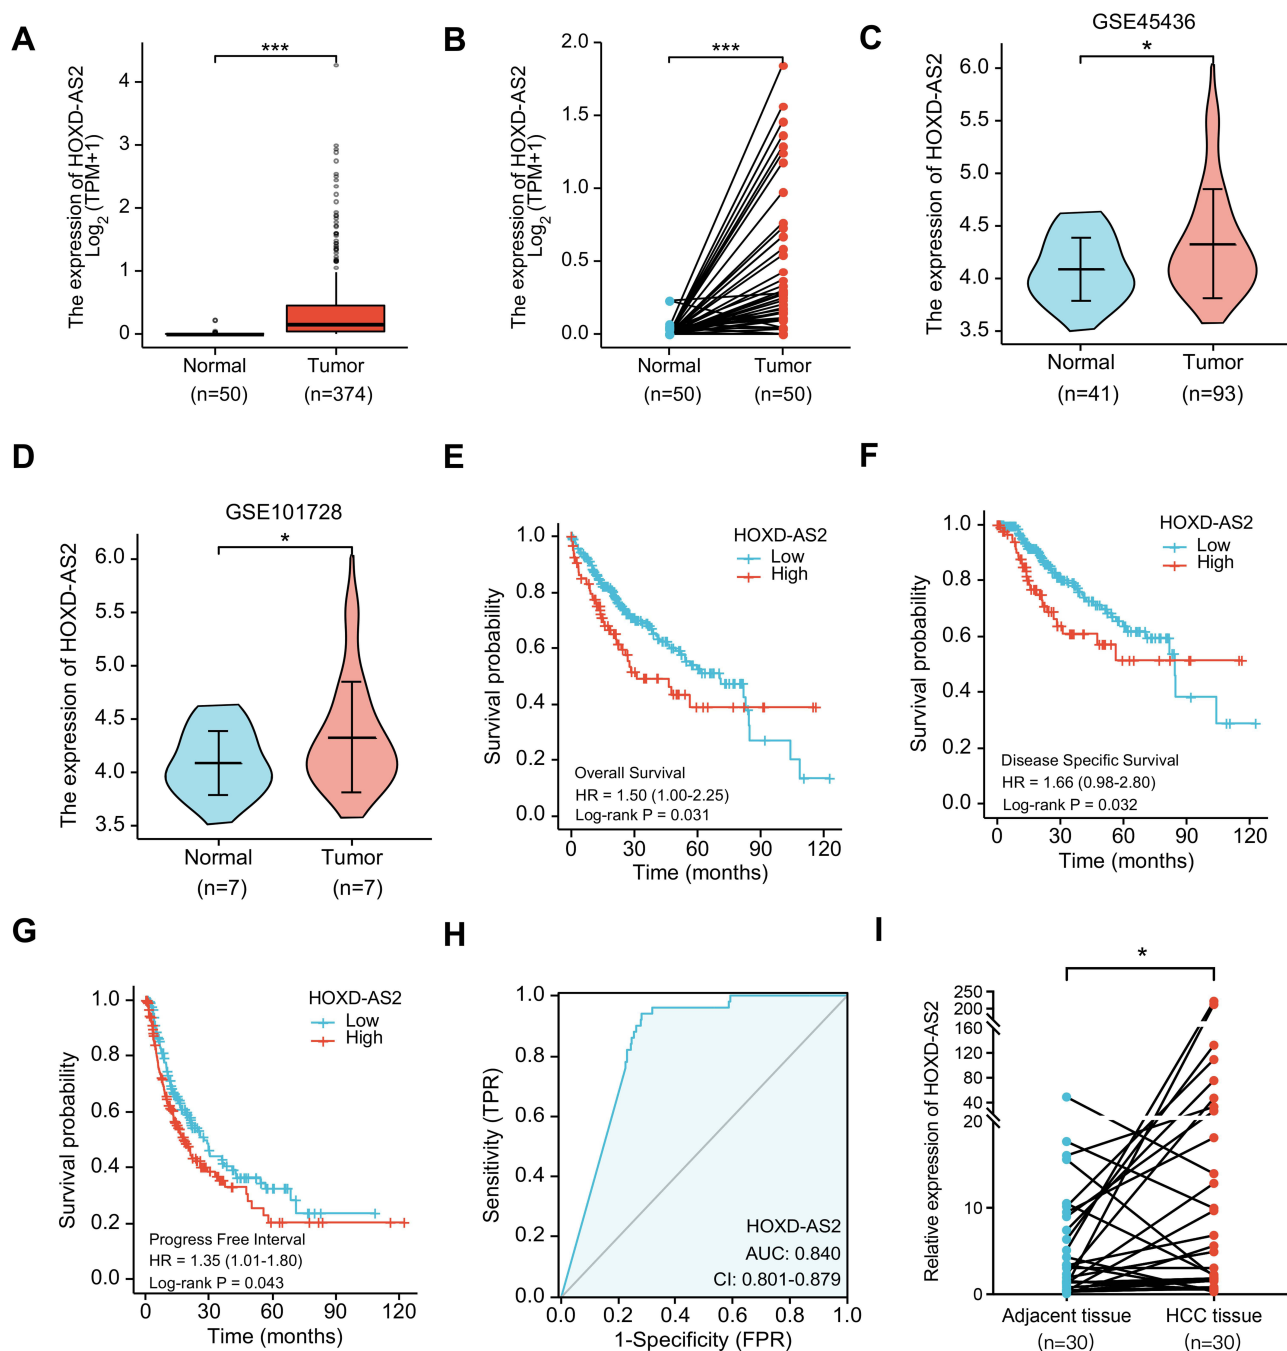 A
The expression of HOXD-AS2
Log2 (TPM+1)
***
4
3
2
1
0
Normal
Tumor
(n=50)
(n=374)
B
The expression of HOXD-AS2
Log2 (TPM+1)
***
2.0
1.5
1.0
0.5
0.0
Normal
Tumor
(n=50)
(n=50)
C
GSE45436
*
The expression of HOXD-AS2
6.0
5.5
5.0
4.5
4.0
3.5
Normal
Tumor
(n=41)
(n=93)
D
GSE101728
*
The expression of HOXD-AS2
6.0
5.5
5.0
4.5
4.0
3.5
Normal
Tumor
(n=7)
(n=7)
E
HOXD-AS2
Low
High
Survival probability
1.0
0.8
0.6
0.4
0.2
0.0
Overall Survival
HR = 1.50 (1.00-2.25)
Log-rank P = 0.031
0 30 60 90 120
Time (months)
F
HOXD-AS2
Low
High
Survival probability
1.0
0.8
0.6
0.4
0.2
0.0
Disease Specific Survival
HR = 1.66 (0.98-2.80)
Log-rank P = 0.032
0 30 60 90 120
Time (months)
G
HOXD-AS2
Low
High
Survival probability
1.0
0.8
0.6
0.4
0.2
0.0
Progress Free Interval
HR = 1.35 (1.01-1.80)
Log-rank P = 0.043
0 30 60 90 120
Time (months)
H
Sensitivity (TPR)
1.0
0.8
0.6
0.4
0.2
0.0
HOXD-AS2
AUC: 0.840
CI: 0.801-0.879
0.0 0.2 0.4 0.6 0.8 1.0
1-Specificity (FPR)
I
*
Relative expression of HOXD-AS2
250
200
160
120
80
40
20
10
0
Adjacent tissue
HCC tissue
(n=30)
(n=30)